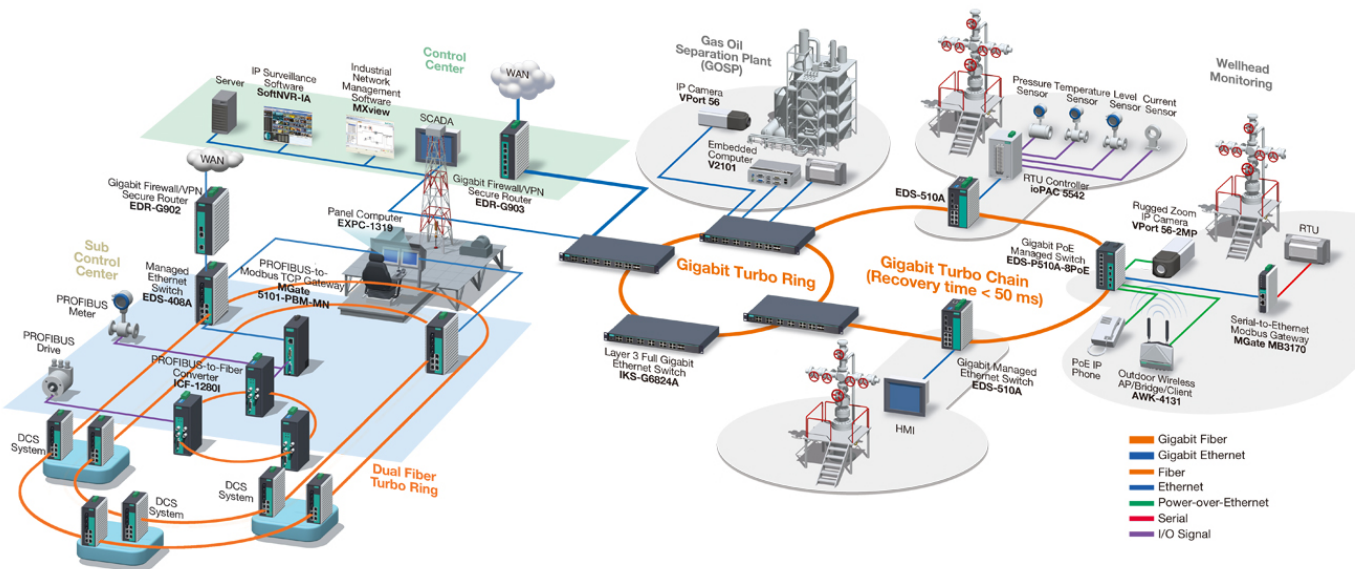 Control
Center
WAN
Server
IP Surveillance
Software
SoftNVR-IA
Industrial
Network
Management
Software
MXview
SCADA
Gigabit Firewall/VPN
Secure Router
EDR-G903
WAN
Gigabit Firewall/VPN
Secure Router
EDR-G902
Panel Computer
EXPC-1319
Sub
Control
Center
Managed
Ethernet
Switch
EDS-408A
PROFIBUS-to-
Modbus TCP Gateway
MGate
5101-PBM-MN
PROFIBUS
Meter
PROFIBUS
Drive
PROFIBUS-to-Fiber
Converter
ICF-1280I
DCS
System
DCS
System
DCS
System
Dual Fiber
Turbo Ring
Gas Oil
Separation Plant
(GOSP)
IP Camera
VPort 56
Embedded
Computer
V2101
Gigabit Turbo Ring
Layer 3 Full Gigabit
Ethernet Switch
IKS-G6824A
Gigabit Turbo Chain
(Recovery time < 50 ms)
Wellhead
Monitoring
Pressure
Sensor
Temperature
Sensor
Level
Sensor
Current
Sensor
RTU Controller
ioPAC 5542
EDS-510A
Gigabit PoE
Managed Switch
EDS-P510A-8PoE
Rugged Zoom
IP Camera
VPort 56-2MP
RTU
Serial-to-Ethernet
Modbus Gateway
MGate MB3170
PoE IP
Phone
Outdoor Wireless
AP/Bridge/Client
AWK-4131
Gigabit Managed
Ethernet Switch
EDS-510A
HMI
Gigabit Fiber
Gigabit Ethernet
Fiber
Ethernet
Power-over-Ethernet
Serial
I/O Signal